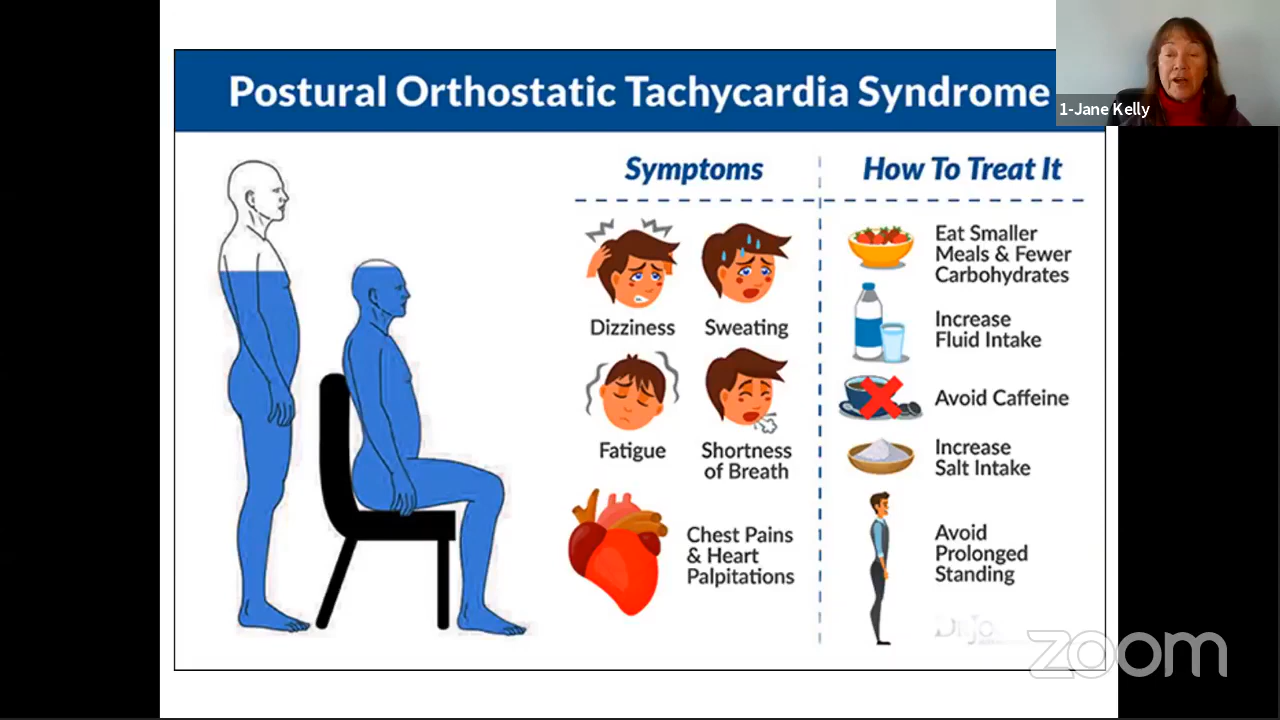 Postural Orthostatic Tachycardia Syndrome
1-Jane Kelly
Symptoms
Dizziness
Sweating
Fatigue
Shortness
of Breath
Chest Pains
& Heart
Palpitations
How To Treat It
Eat Smaller
Meals & Fewer
Carbohydrates
Increase
Fluid Intake
Avoid Caffeine
Increase
Salt Intake
Avoid
Prolonged
Standing
zoom